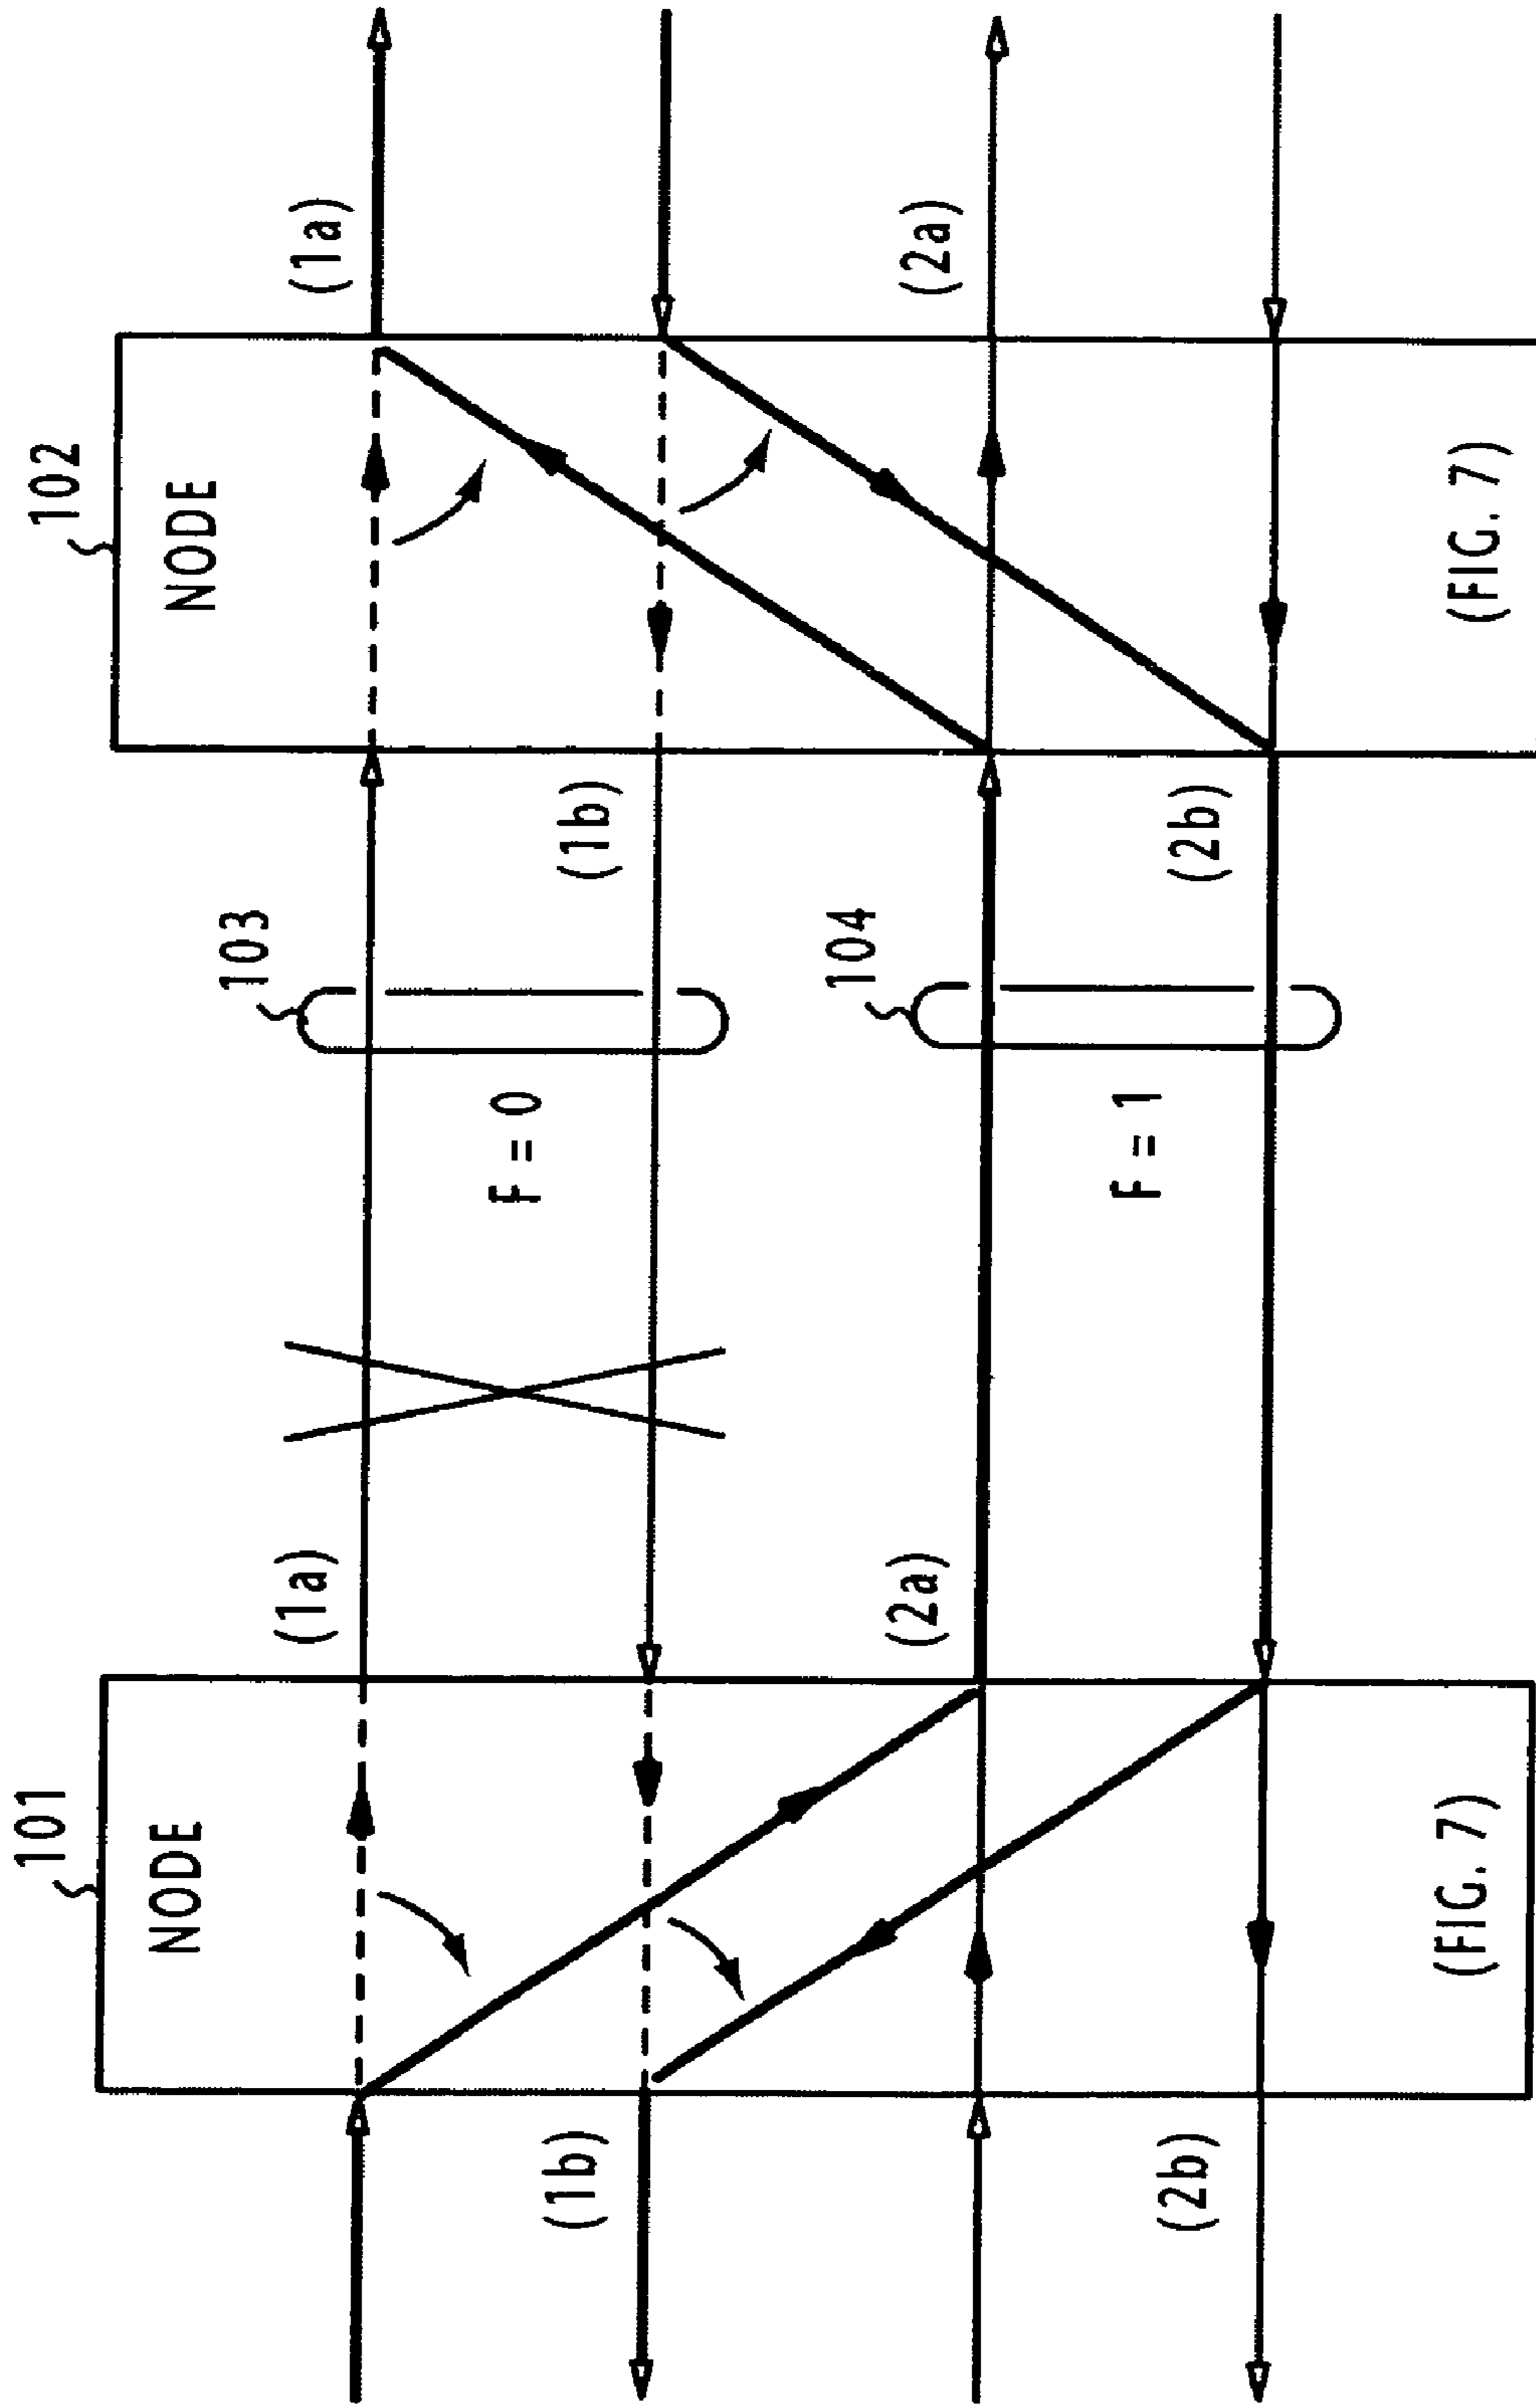 101
102
NODE
NODE
103
(1a)
(1a)
F = 0
(1b)
(1b)
104
(2a)
(2a)
F = 1
(2b)
(2b)
(FIG. 7)
(FIG. 7)